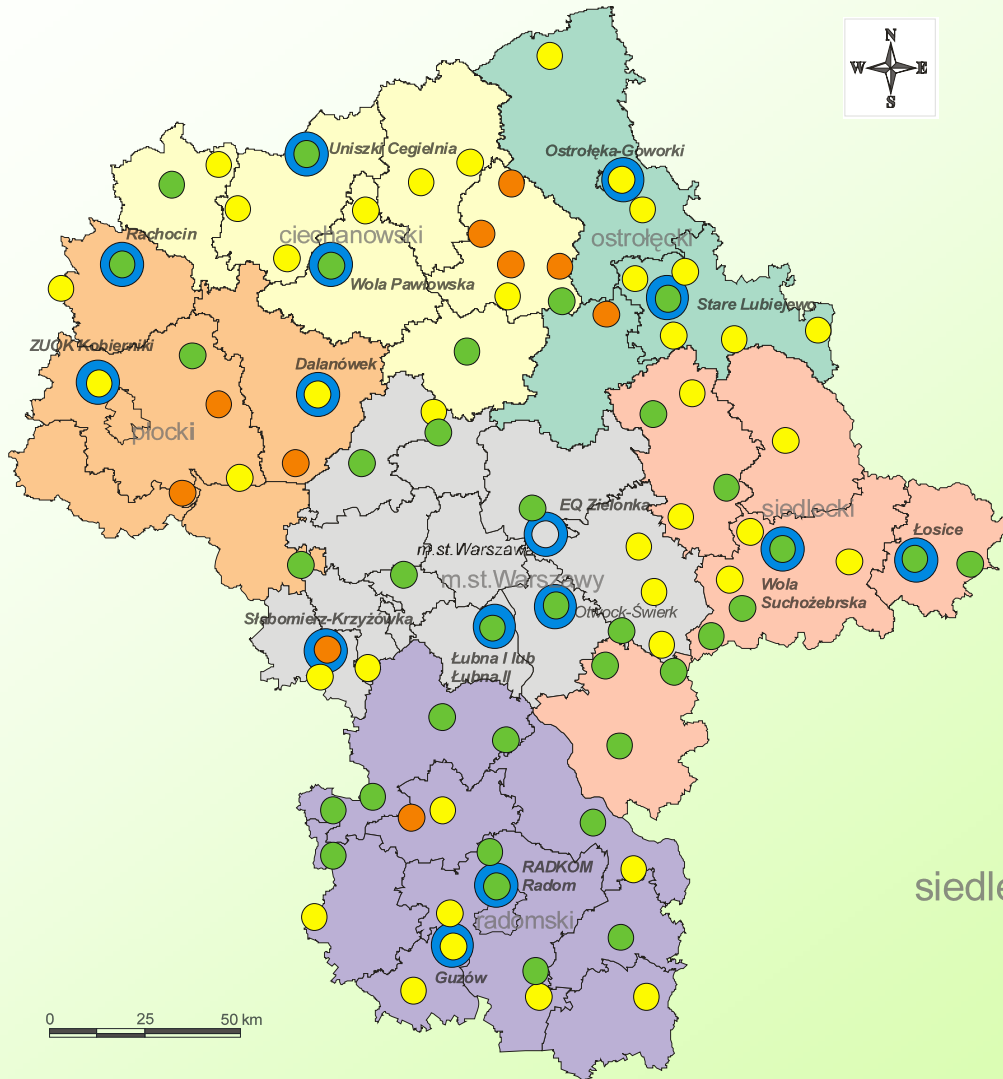 N
W E
S
Uniszki Cegielnia
Ostrołęka-Goworki
Rachocin
ciechanowski
ostrołęcki
Wola Pawłowska
Stare Lubiejewo
ZUOK Kobierniki
Dalanówek
płocki
EQ Zielonka
siedlecki
Łosice
m.st.Warszawa
m.st.Warszawy
Wola
Suchożebrska
Otwock-Świerk
Słabomierz-Krzyżówka
Łubna I lub
Łubna II
RADKOM
Radom
siedle
radomski
Guzów
0 25 50 km